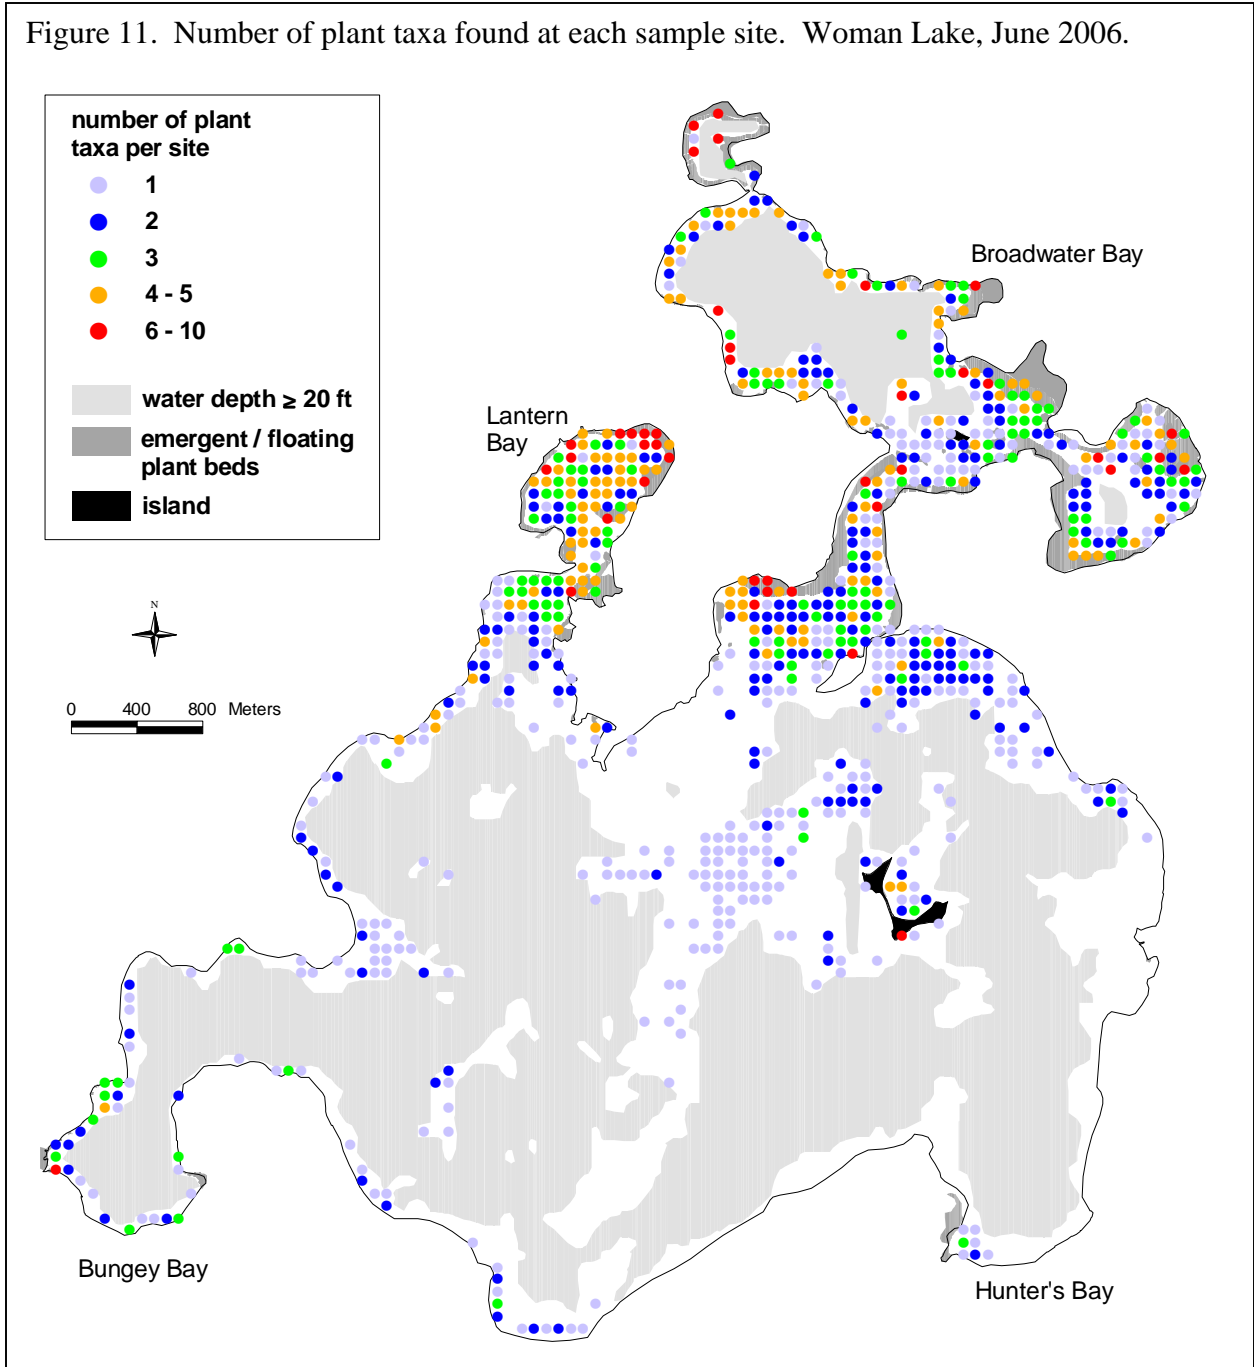 Figure 11. Number of plant taxa found at each sample site. Woman Lake, June 2006.
number of plant
taxa per site
1
2
3
4 - 5
6 - 10
water depth ≥ 20 ft
emergent / floating
plant beds
island
Broadwater Bay
Lantern
Bay
N
0 400 800 Meters
Bungey Bay
Hunter's Bay